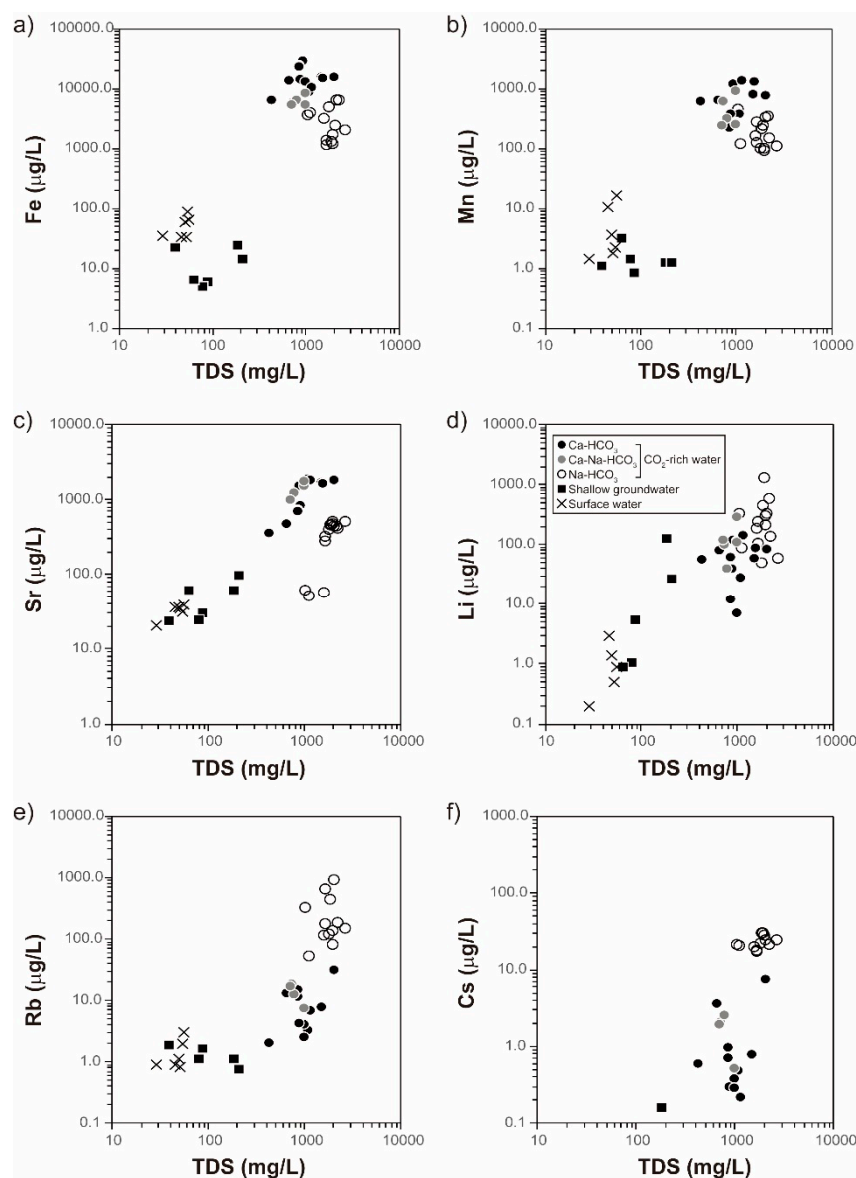 a)
100000.0
10000.0
1000.0
100.0
10.0
1.0
Fe (μg/L)
10 100 1000 10000
TDS (mg/L)
b)
10000.0
1000.0
100.0
10.0
1.0
0.1
Mn (μg/L)
10 100 1000 10000
TDS (mg/L)
c)
10000.0
1000.0
100.0
10.0
1.0
Sr (μg/L)
10 100 1000 10000
TDS (mg/L)
d)
10000.0
1000.0
100.0
10.0
1.0
0.1
Li (μg/L)
Ca-HCO₃
Ca-Na-HCO₃ CO₂-rich water
Na-HCO₃
Shallow groundwater
Surface water
10 100 1000 10000
TDS (mg/L)
e)
10000.0
1000.0
100.0
10.0
1.0
0.1
Rb (μg/L)
10 100 1000 10000
TDS (mg/L)
f)
1000.0
100.0
10.0
1.0
0.1
Cs (μg/L)
10 100 1000 10000
TDS (mg/L)